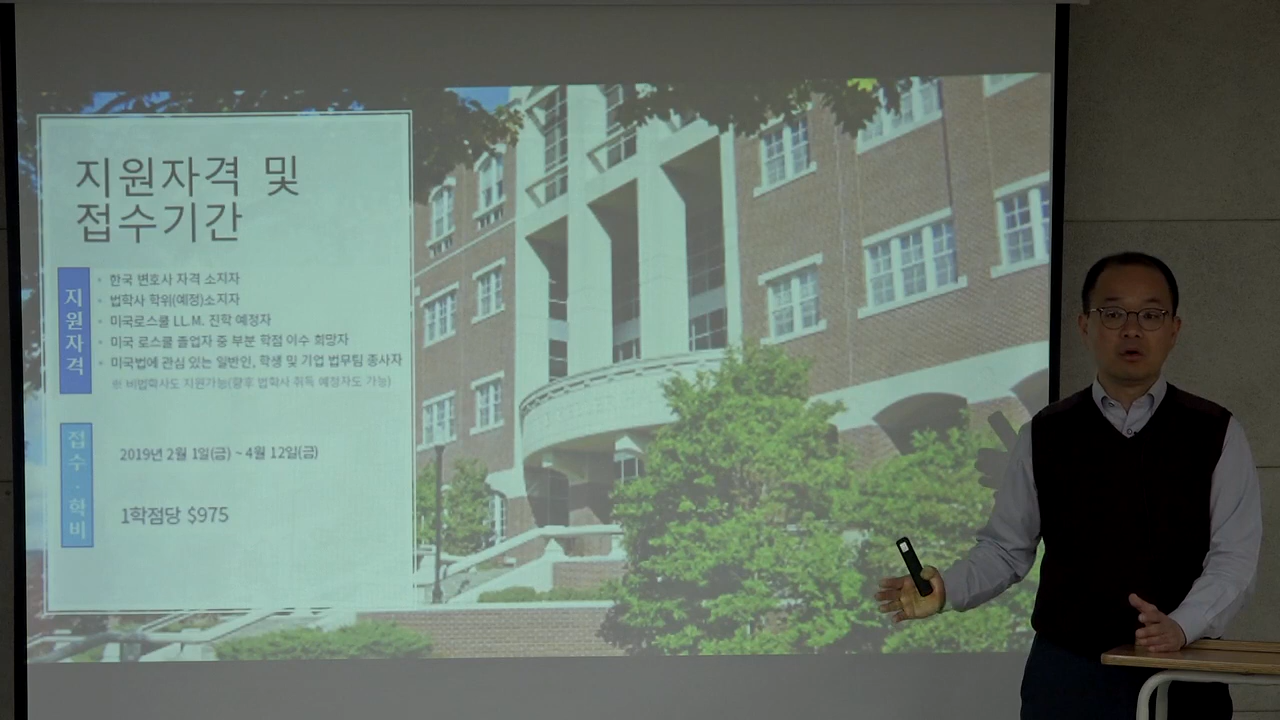 지원자격 및
접수기간
지원자격
• 한국 변호사 자격 소지자
• 법학사 학위(예정)소지자
• 미국로스쿨 LL.M. 진학 예정자
• 미국 로스쿨 졸업자 중 부분 학점 이수 희망자
• 미국법에 관심 있는 일반인, 학생 및 기업 법무팀 종사자
※ 비법학사도 지원가능(향후 법학사 취득 예정자도 가능)
접수·학비
2019년 2월 1일(금) ~ 4월 12일(금)
1학점당 $975